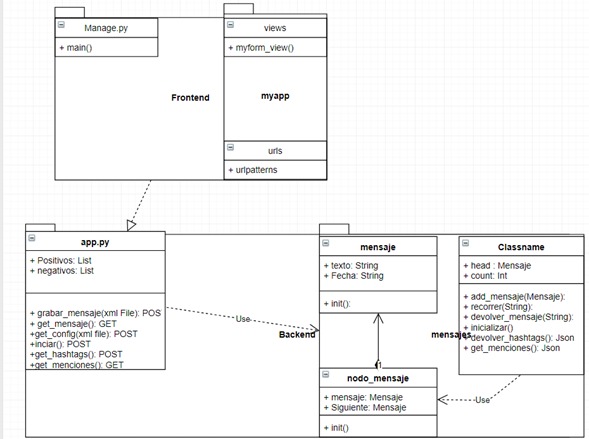 Manage.py
+ main()
Frontend
views
+ myform_view()
myapp
urls
+ urlpatterns
app.py
+ Positivos: List
+ negativos: List
+ grabar_mensaje(xml File): POS
+ get_mensaje(): GET
+ get_config(xml file): POST
+ inciar(): POST
+ get_hashtags(): POST
+ get_menciones(): GET
Use
Backend
mensaje
+ texto: String
+ Fecha: String
+ init():
mensajes
1
nodo_mensaje
+ mensaje: Mensaje
+ Siguiente: Mensaje
+ init()
Classname
+ head : Mensaje
+ count: Int
+ add_mensaje(Mensaje):
+ recorrer(String):
+ devolver_mensaje(String):
+ inicializar()
+ devolver_hashtags(): Json
+ get_menciones(): Json
Use